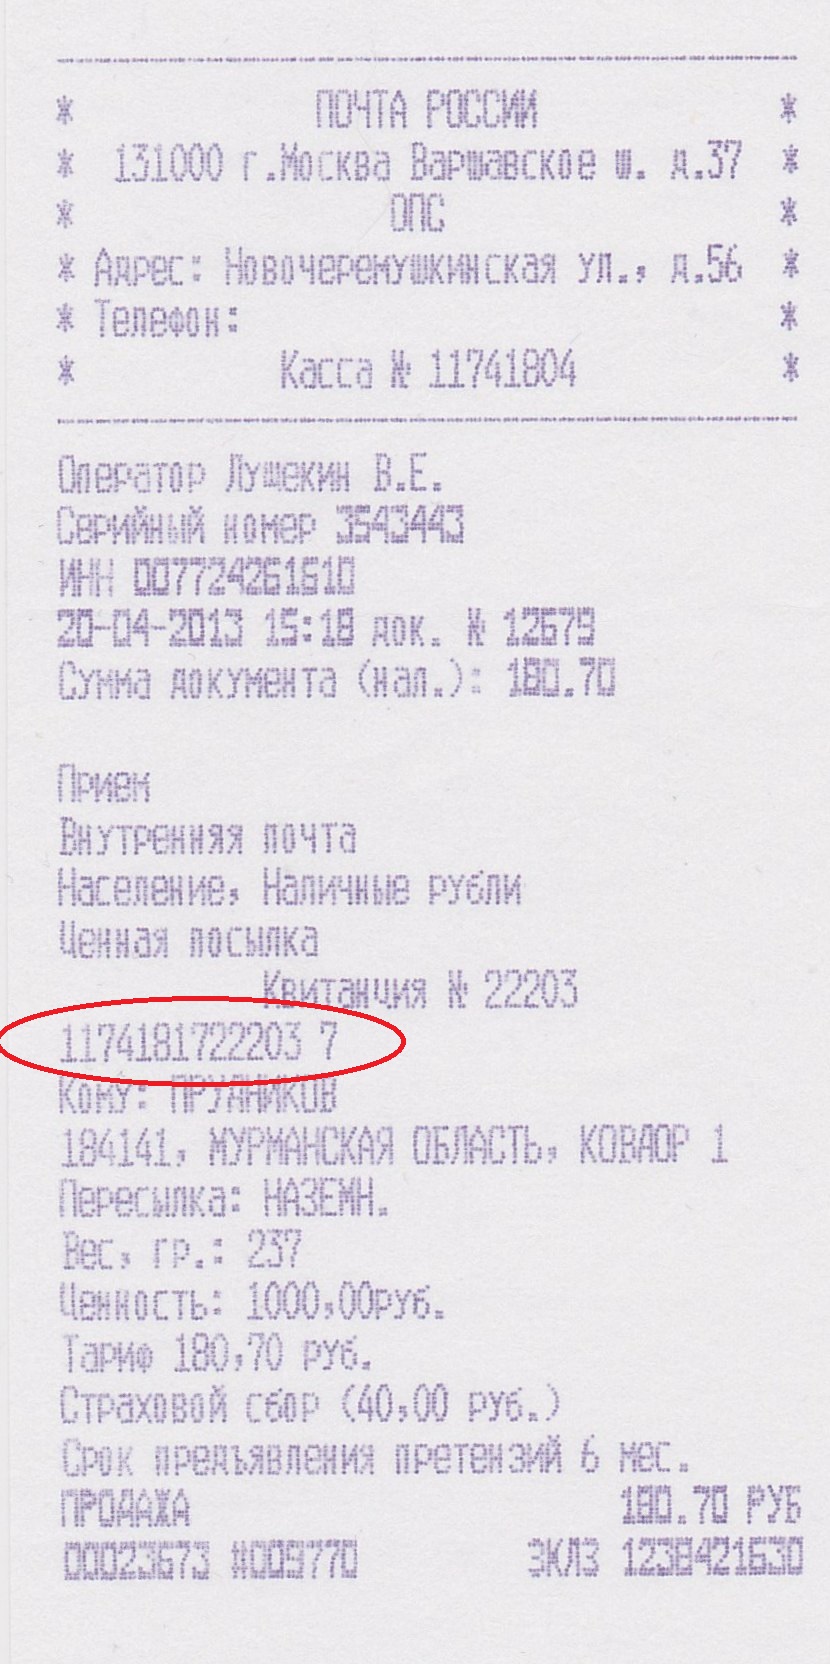 * ПОЧТА РОССИИ *
* 131000 г.Москва Варшавское ш. д.37 *
* ОПС *
* Адрес: Новочеремушкинская ул., д.56 *
* Телефон: *
* Касса № 11741804 *
Оператор Лушекин В.Е.
Серийный номер 3543443
ИНН 007724261610
20-04-2013 15:18 док. № 12679
Сумма документа (нал.): 180.70
Прием
Внутренняя почта
Население, Наличные рубли
Ценная посылка
Квитанция № 22203
1174181722203 7
Кому: ПРУДНИКОВ
184141, МУРМАНСКАЯ ОБЛАСТЬ, КОВДОР 1
Пересылка: НАЗЕМН.
Вес, гр.: 237
Ценность: 1000,00руб.
Тариф 180,70 руб.
Страховой сбор (40,00 руб.)
Срок предъявления претензий 6 мес.
ПРОДАЖА 180.70 РУБ
00023673 #009770 ЭКЛЗ 1238421630